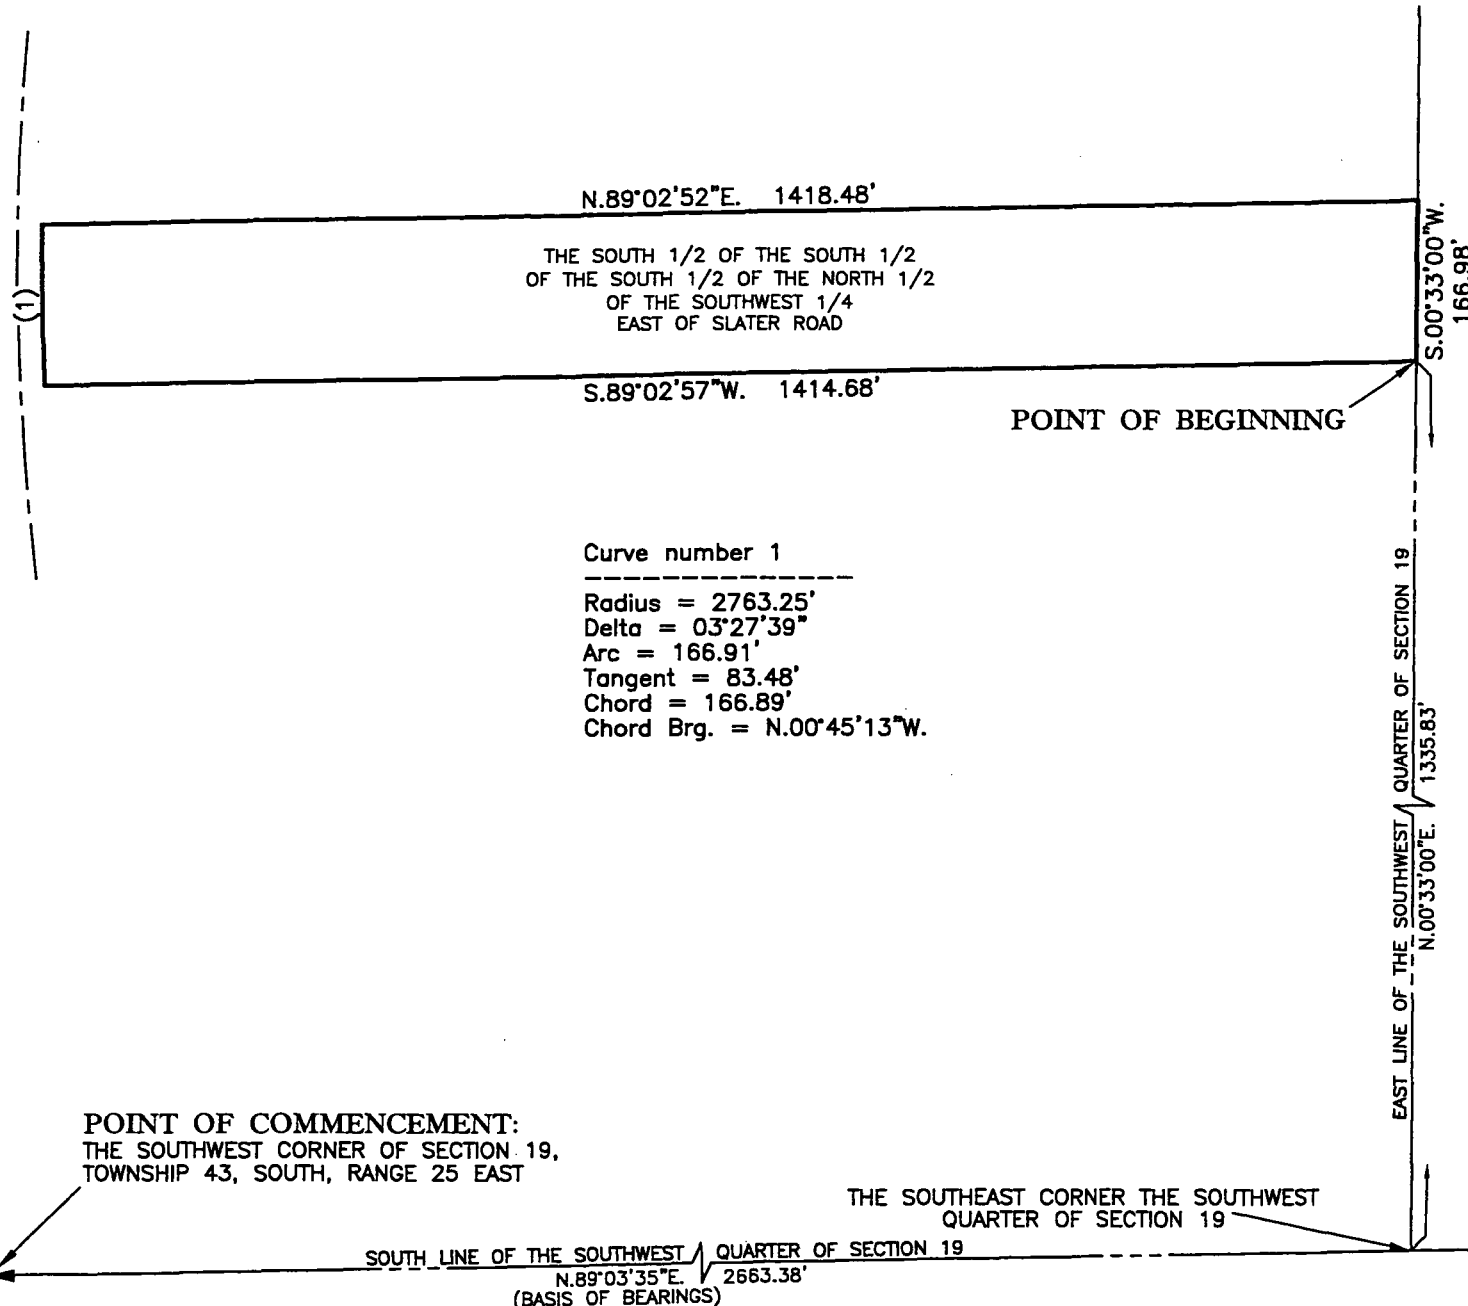 N.89°02'52"E. 1418.48'
THE SOUTH 1/2 OF THE SOUTH 1/2
OF THE SOUTH 1/2 OF THE NORTH 1/2
OF THE SOUTHWEST 1/4
EAST OF SLATER ROAD
(1)
S.00°33'00"W.
166.98'
S.89°02'57"W. 1414.68'
POINT OF BEGINNING
Curve number 1
----------------
Radius = 2763.25'
Delta = 03°27'39"
Arc = 166.91'
Tangent = 83.48'
Chord = 166.89'
Chord Brg. = N.00°45'13"W.
EAST LINE OF THE SOUTHWEST QUARTER OF SECTION 19
N.00°33'00"E. 1335.83'
POINT OF COMMENCEMENT:
THE SOUTHWEST CORNER OF SECTION 19,
TOWNSHIP 43, SOUTH, RANGE 25 EAST
THE SOUTHEAST CORNER THE SOUTHWEST
QUARTER OF SECTION 19
SOUTH LINE OF THE SOUTHWEST QUARTER OF SECTION 19
N.89°03'35"E. 2663.38'
(BASIS OF BEARINGS)